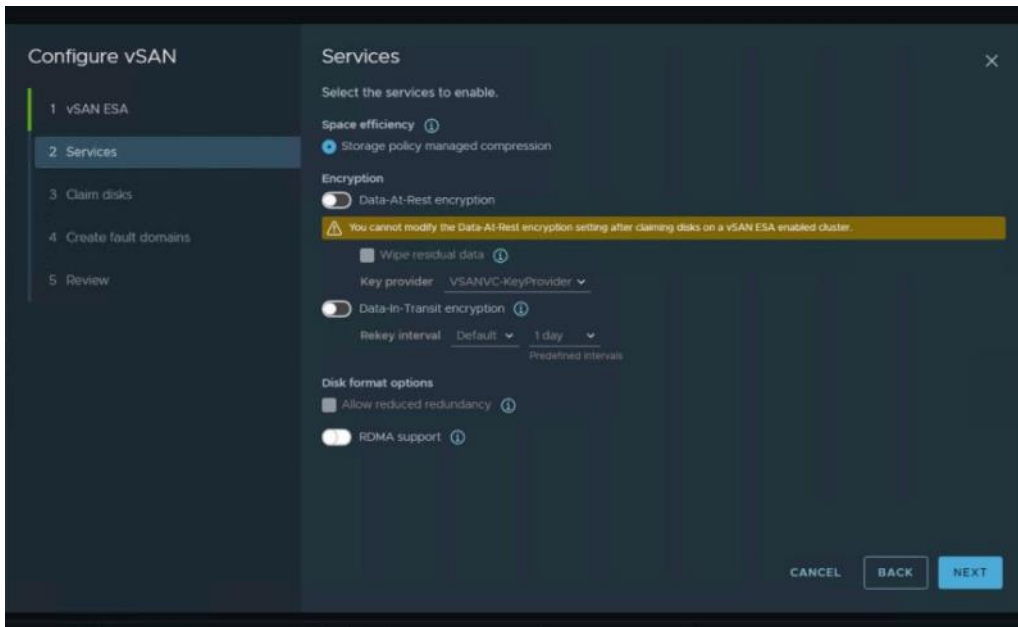 Configure vSAN
1 vSAN ESA
2 Services
3 Claim disks
4 Create fault domains
5 Review
Services
Select the services to enable.
Space efficiency
Storage policy managed compression
Encryption
Data-At-Rest encryption
You cannot modify the Data-At-Rest encryption setting after claiming disks on a vSAN ESA enabled cluster.
Wipe residual data
Key provider VSANVC-KeyProvider
Data-In-Transit encryption
Rekey interval Default 1 day
Predefined intervals
Disk format options
Allow reduced redundancy
RDMA support
CANCEL BACK NEXT